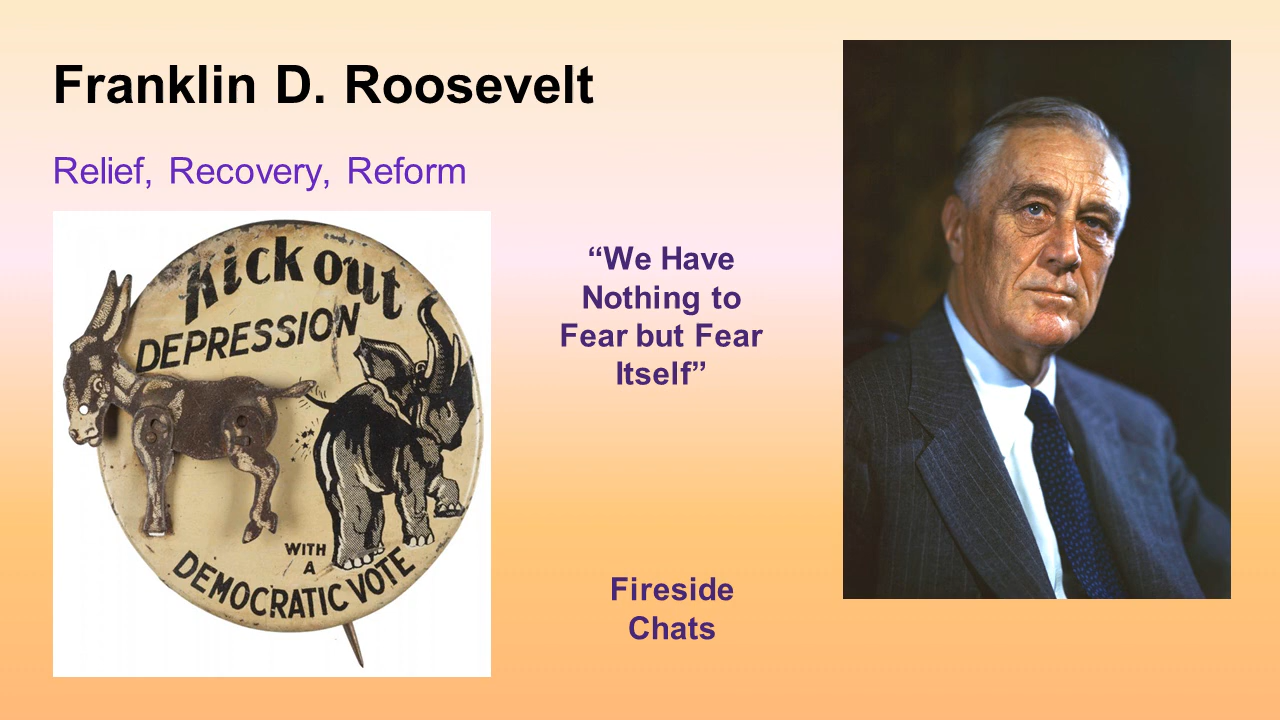 Franklin D. Roosevelt
Relief, Recovery, Reform
Kick out
DEPRESSION
WITH
A
DEMOCRATIC VOTE
“We Have
Nothing to
Fear but Fear
Itself”
Fireside
Chats